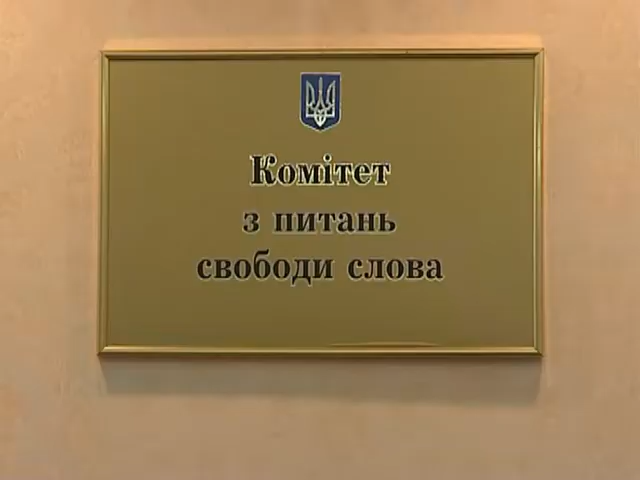 Комітет
з питань
свободи слова